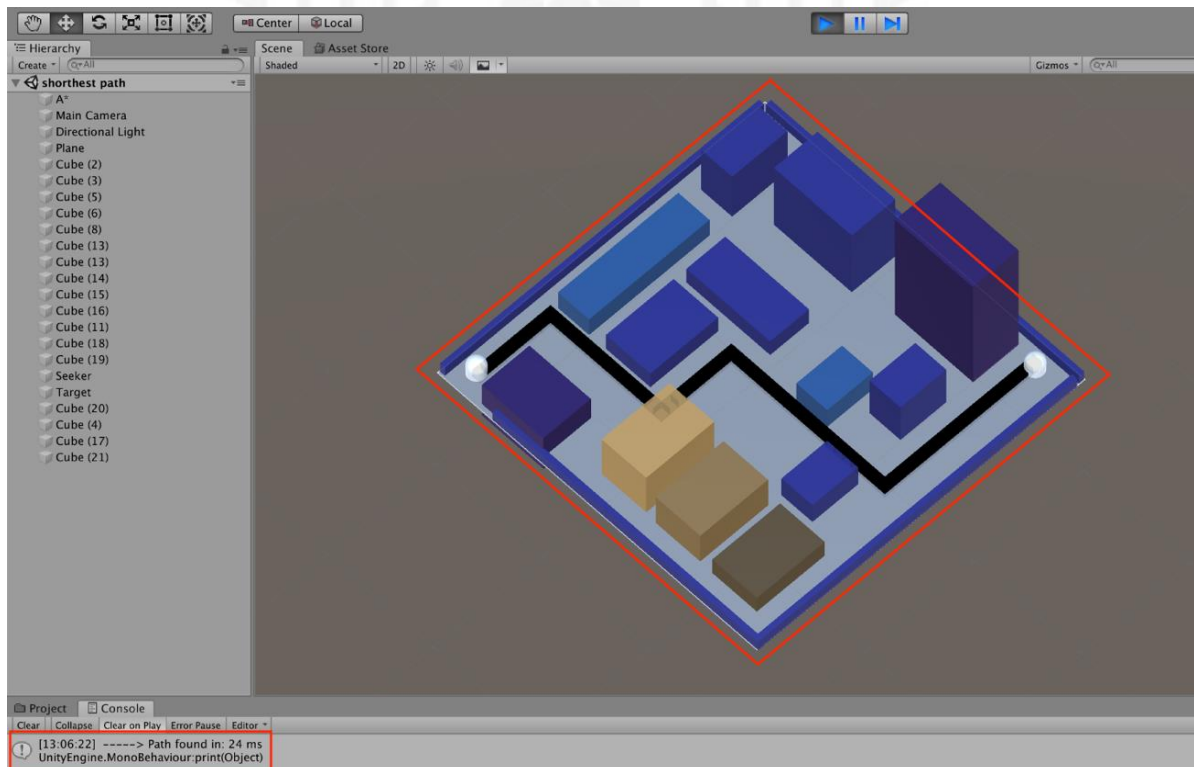 Center Local
Hierarchy
Scene Asset Store
Create All
Shaded 2D Gizmos All
shorthest path
A*
Main Camera
Directional Light
Plane
Cube (2)
Cube (3)
Cube (5)
Cube (6)
Cube (8)
Cube (13)
Cube (13)
Cube (14)
Cube (15)
Cube (16)
Cube (11)
Cube (18)
Cube (19)
Seeker
Target
Cube (20)
Cube (4)
Cube (17)
Cube (21)
Project Console
Clear Collapse Clear on Play Error Pause Editor
[13:06:22] -----> Path found in: 24 ms
UnityEngine.MonoBehaviour:print(Object)